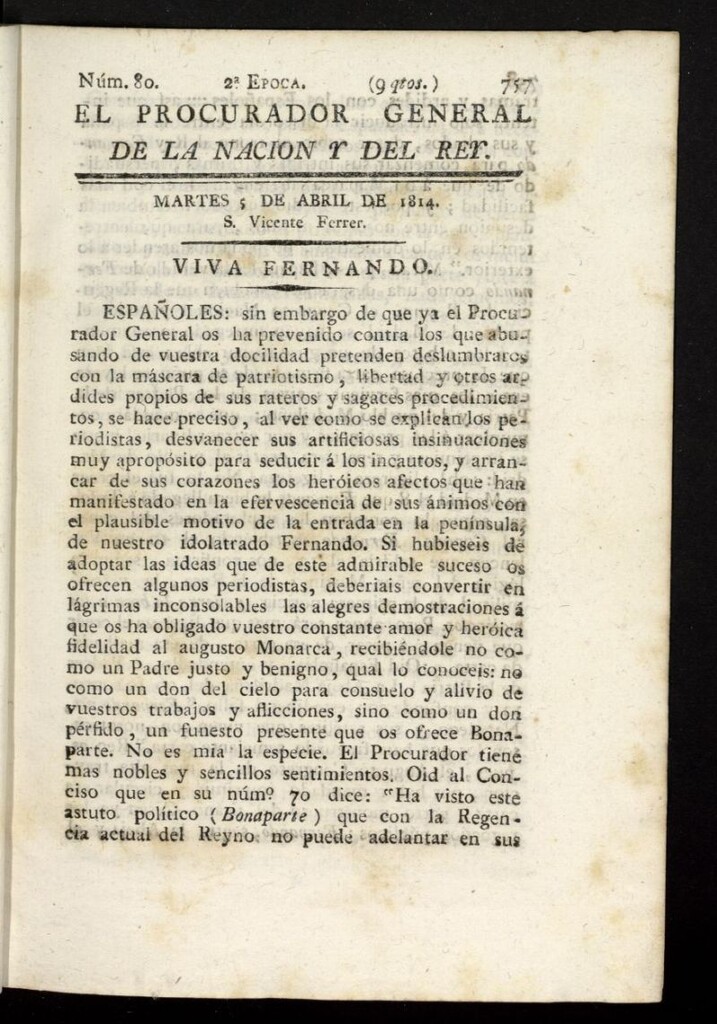 Núm. 80. 2ª EPOCA. (9 qtos.) 757
EL PROCURADOR GENERAL
DE LA NACION Y DEL REY.
MARTES 5 DE ABRIL DE 1814.
S. Vicente Ferrer.
VIVA FERNANDO.
ESPAÑOLES: sin embargo de que ya el Procu-
rador General os ha prevenido contra los que abu-
sando de vuestra docilidad pretenden deslumbraros
con la máscara de patriotismo, libertad y otros ar-
dides propios de sus rateros y sagaces procedimien-
tos, se hace preciso, al ver como se explican los pe-
riodistas, desvanecer sus artificiosas insinuaciones
muy apropósito para seducir á los incautos, y arran-
car de sus corazones los heróicos afectos que han
manifestado en la efervescencia de sus ánimos con
el plausible motivo de la entrada en la península,
de nuestro idolatrado Fernando. Si hubieseis de
adoptar las ideas que de este admirable suceso os
ofrecen algunos periodistas, deberiais convertir en
lágrimas inconsolables las alegres demostraciones á
que os ha obligado vuestro constante amor y heróica
fidelidad al augusto Monarca, recibiéndole no co-
mo un Padre justo y benigno, qual lo conoceis: no
como un don del cielo para consuelo y alivio de
vuestros trabajos y aflicciones, sino como un don
pérfido, un funesto presente que os ofrece Bona-
parte. No es mia la especie. El Procurador tiene
mas nobles y sencillos sentimientos. Oid al Con-
ciso que en su núm.º 70 dice: "Ha visto este
astuto político (Bonaparte) que con la Regen-
cia actual del Reyno no puede adelantar en sus